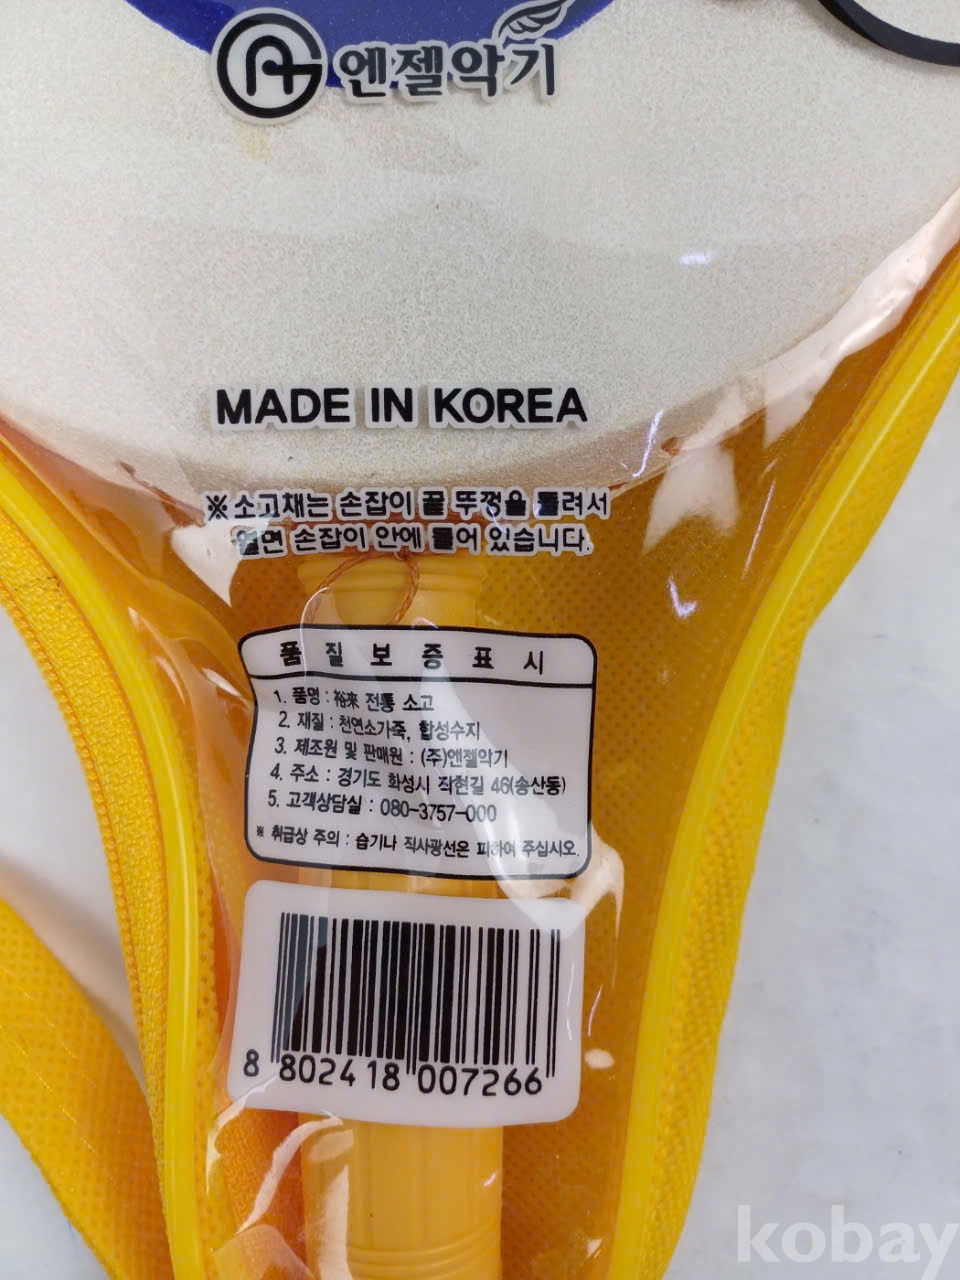 엔젤악기
MADE IN KOREA
※소고채는 손잡이 끝 뚜껑을 돌려서
열면 손잡이 안에 들어 있습니다.
품 질 보 증 표 시
1. 품명 : 裕來 전통 소고
2. 재질 : 천연소가죽, 합성수지
3. 제조원 및 판매원 : (주)엔젤악기
4. 주소 : 경기도 화성시 작현길 46(송산동)
5. 고객상담실 : 080-3757-000
※ 취급상 주의 : 습기나 직사광선은 피하여 주십시오.
8 802418 007266
kobay